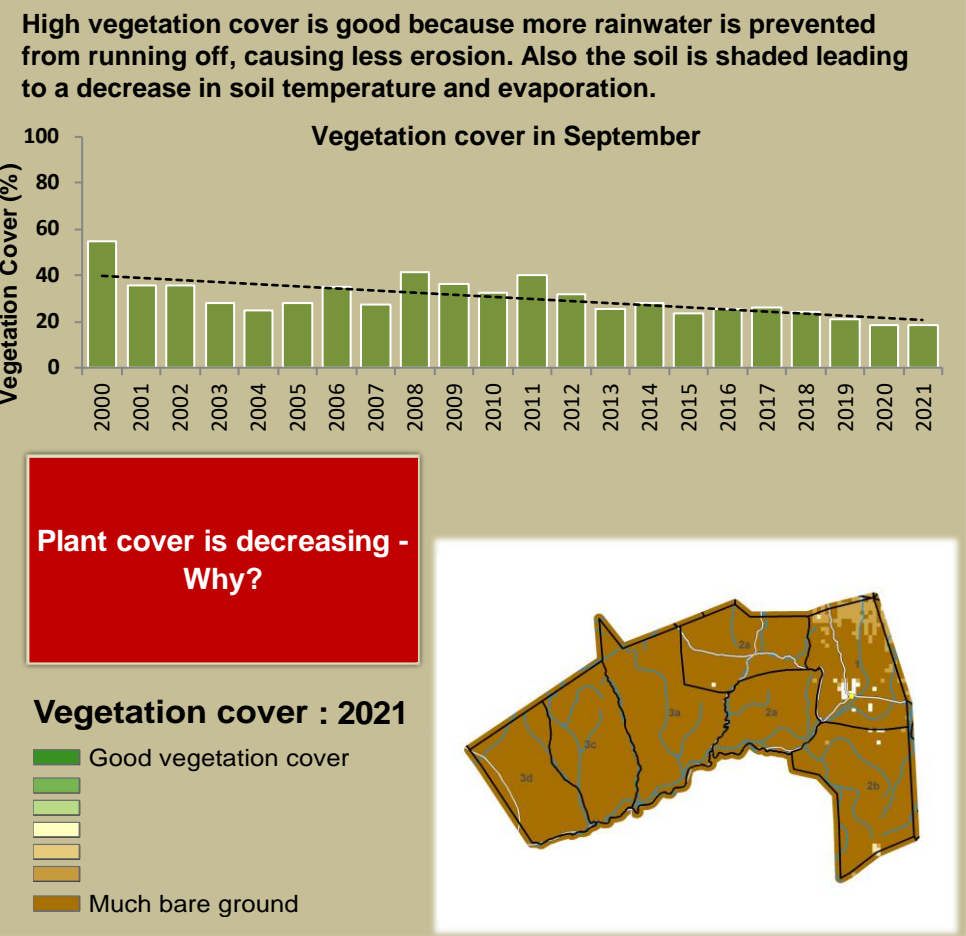 High vegetation cover is good because more rainwater is prevented
from running off, causing less erosion. Also the soil is shaded leading
to a decrease in soil temperature and evaporation.
Vegetation cover in September
Vegetation Cover (%)
100
80
60
40
20
0
2000 2001 2002 2003 2004 2005 2006 2007 2008 2009 2010 2011 2012 2013 2014 2015 2016 2017 2018 2019 2020 2021
Plant cover is decreasing -
Why?
2a
1
3a
2a
3c
3d
2b
Vegetation cover : 2021
Good vegetation cover
Much bare ground